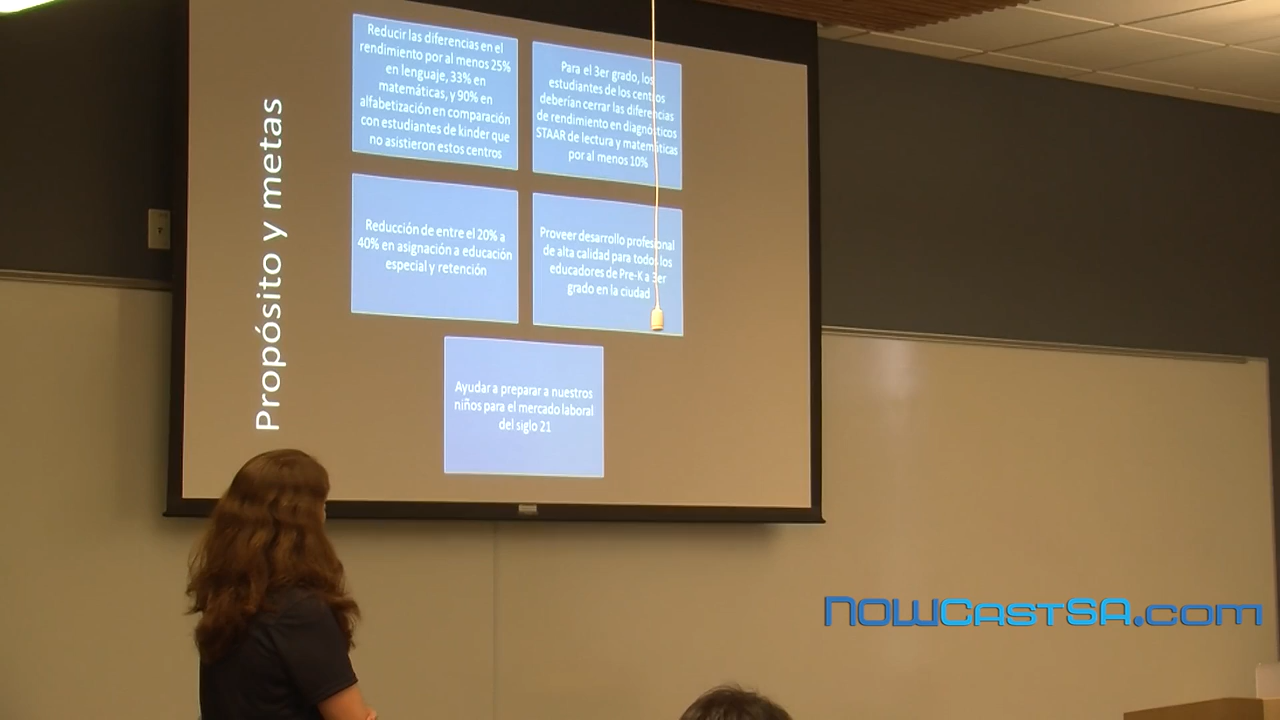 Propósito y metas
Reducir las diferencias en el
rendimiento por al menos 25%
en lenguaje, 33% en
matemáticas, y 90% en
alfabetización en comparación
con estudiantes de kinder que
no asistieron estos centros
Para el 3er grado, los
estudiantes de los centros
deberían cerrar las diferencias
de rendimiento en diagnósticos
STAAR de lectura y matemáticas
por al menos 10%
Reducción de entre el 20% a
40% en asignación a educación
especial y retención
Proveer desarrollo profesional
de alta calidad para todos los
educadores de Pre-K a 3er
grado en la ciudad
Ayudar a preparar a nuestros
niños para el mercado laboral
del siglo 21
NOWCastSA.com